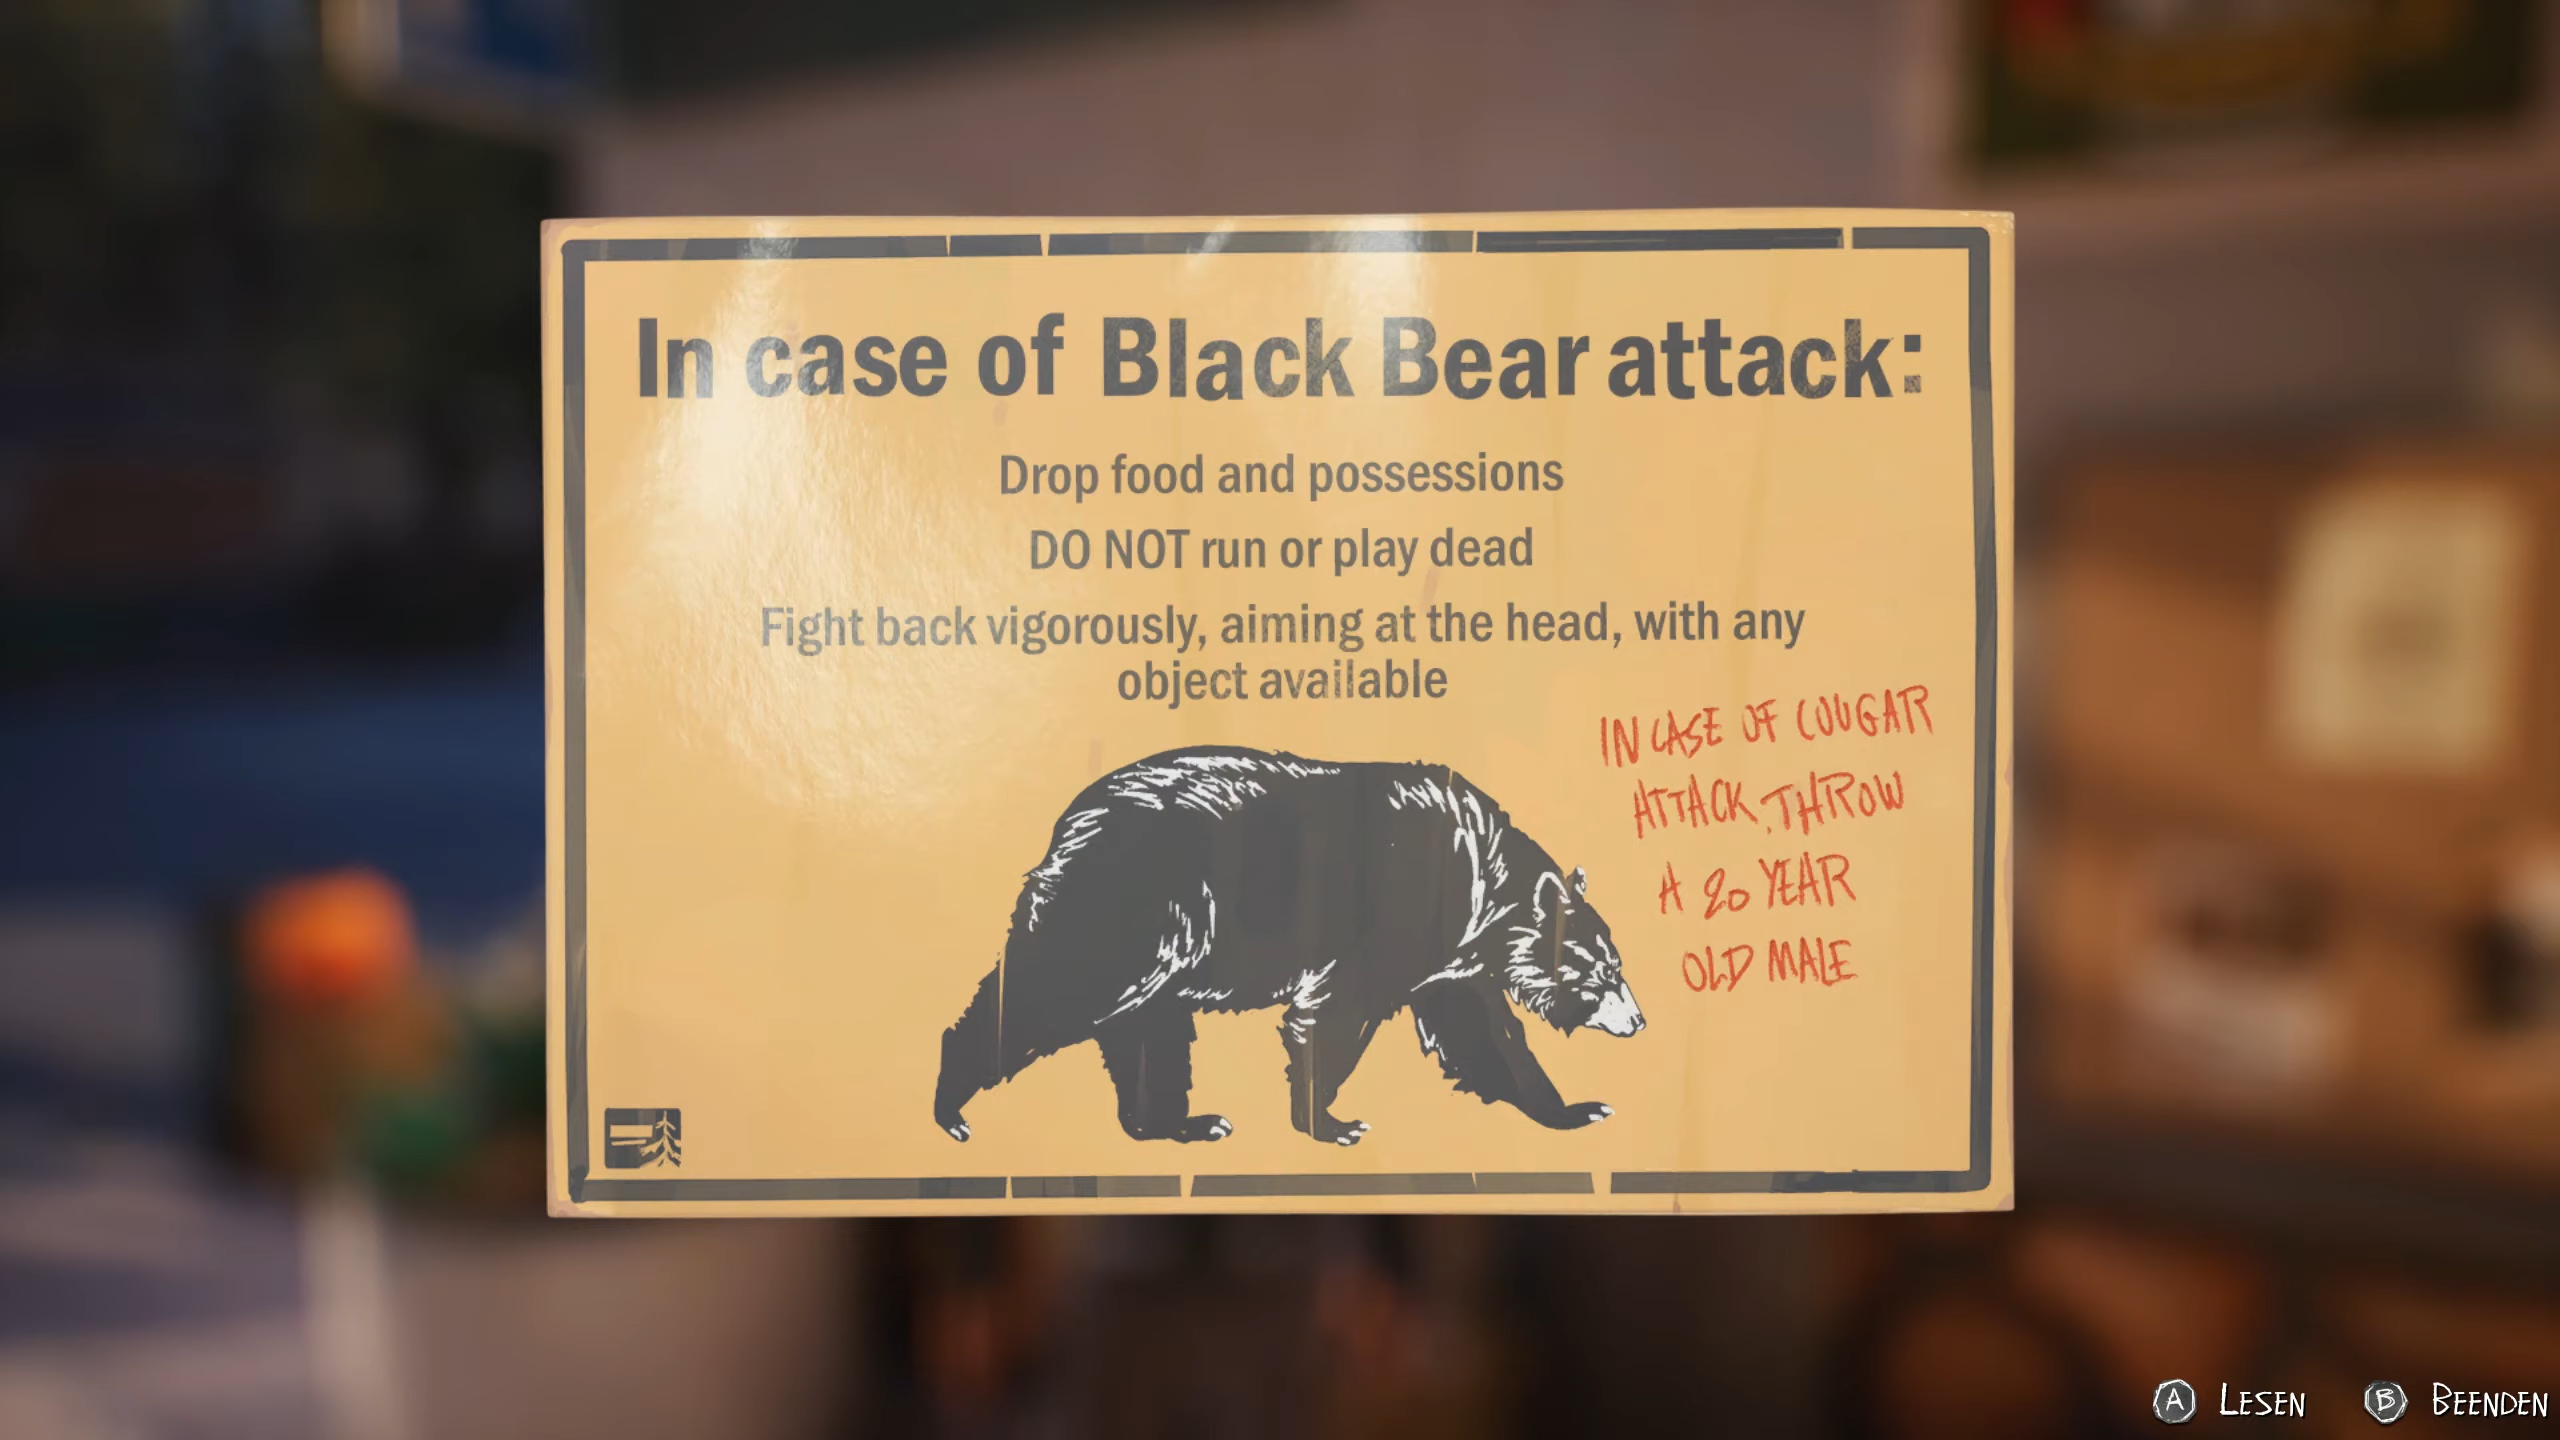 In case of Black Bear attack:
Drop food and possessions
DO NOT run or play dead
Fight back vigorously, aiming at the head, with any
object available
IN CASE OF COUGAR
ATTACK, THROW
A 20 YEAR
OLD MALE
A LESEN B BEENDEN